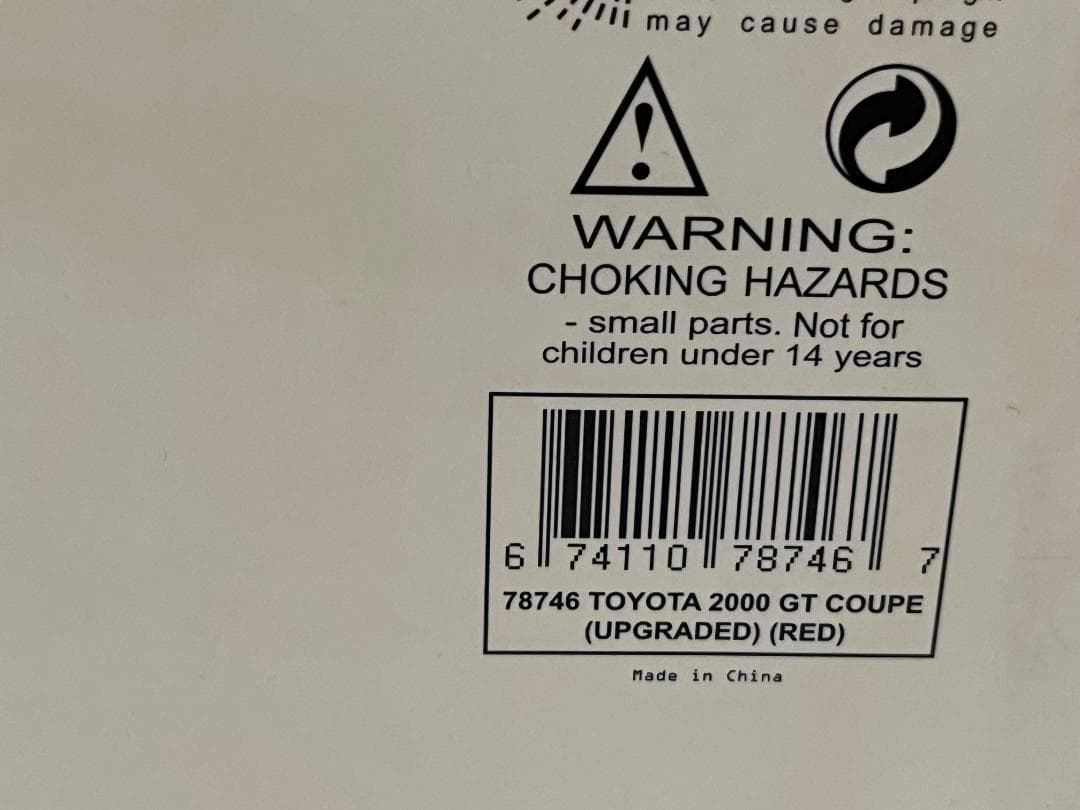 may cause damage
WARNING:
CHOKING HAZARDS
- small parts. Not for
children under 14 years
6 74110 78746 7
78746 TOYOTA 2000 GT COUPE
(UPGRADED) (RED)
Made in China